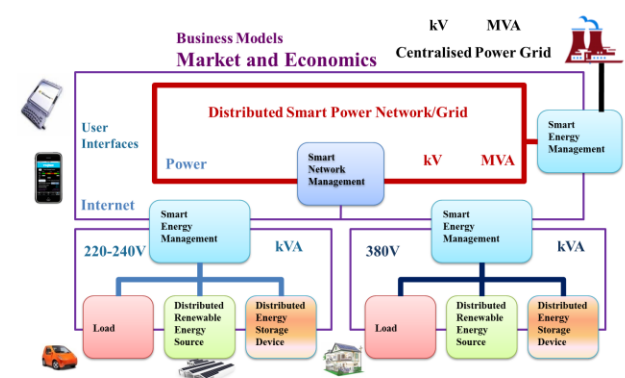 Business Models
Market and Economics
kV MVA
Centralised Power Grid
User
Interfaces
Distributed Smart Power Network/Grid
Smart
Energy
Management
Power
Smart
Network
Management
kV MVA
Internet
Smart
Energy
Management
220-240V
kVA
Smart
Energy
Management
380V
kVA
Load
Distributed
Renewable
Energy
Source
Distributed
Energy
Storage
Device
Load
Distributed
Renewable
Energy
Source
Distributed
Energy
Storage
Device